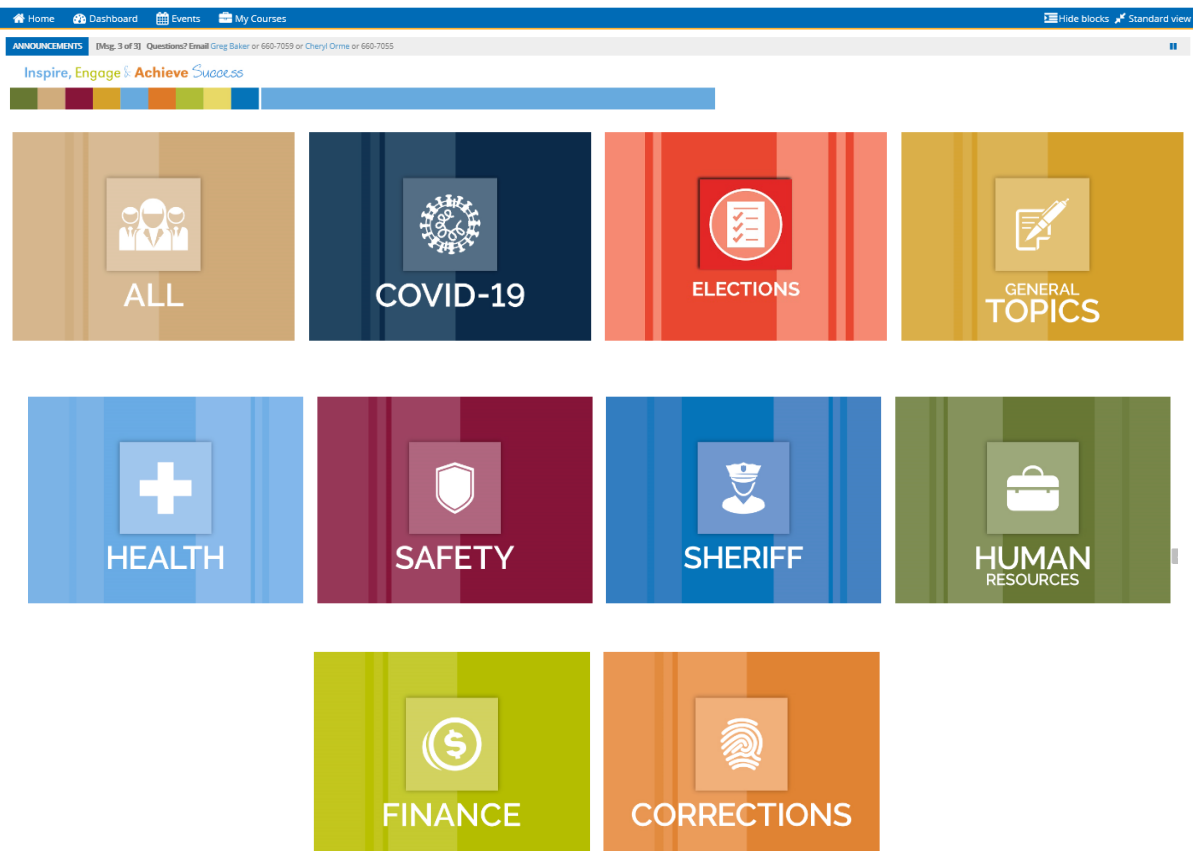 Home Dashboard Events My Courses Hide blocks Standard view
ANNOUNCEMENTS [Msg. 3 of 3] Questions? Email Greg Baker or 660-7059 or Cheryl Orme or 660-7055
Inspire, Engage & Achieve Success
ALL
COVID-19
ELECTIONS
GENERAL
TOPICS
HEALTH
SAFETY
SHERIFF
HUMAN
RESOURCES
FINANCE
CORRECTIONS